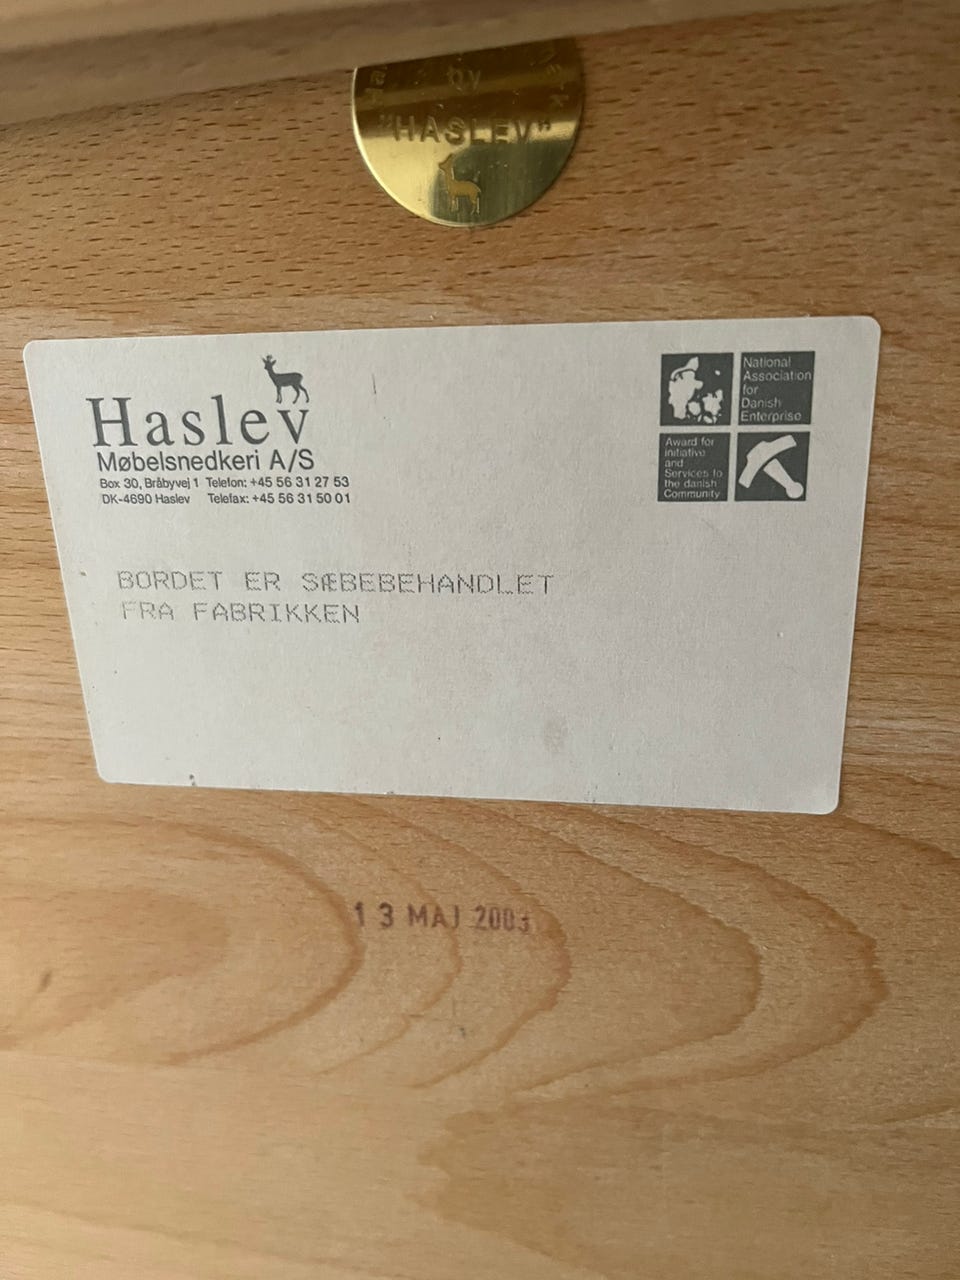 by
"HASLEV"
Haslev
Møbelsnedkeri A/S
Box 30, Bråbyvej 1 Telefon: +45 56 31 27 53
DK-4690 Haslev Telefax: +45 56 31 50 01
National
Association
for
Danish
Enterprise
Award for
initiative
and
Services to
the danish
Community
BORDET ER SÆBEBEHANDLET
FRA FABRIKKEN
13 MAJ 2003